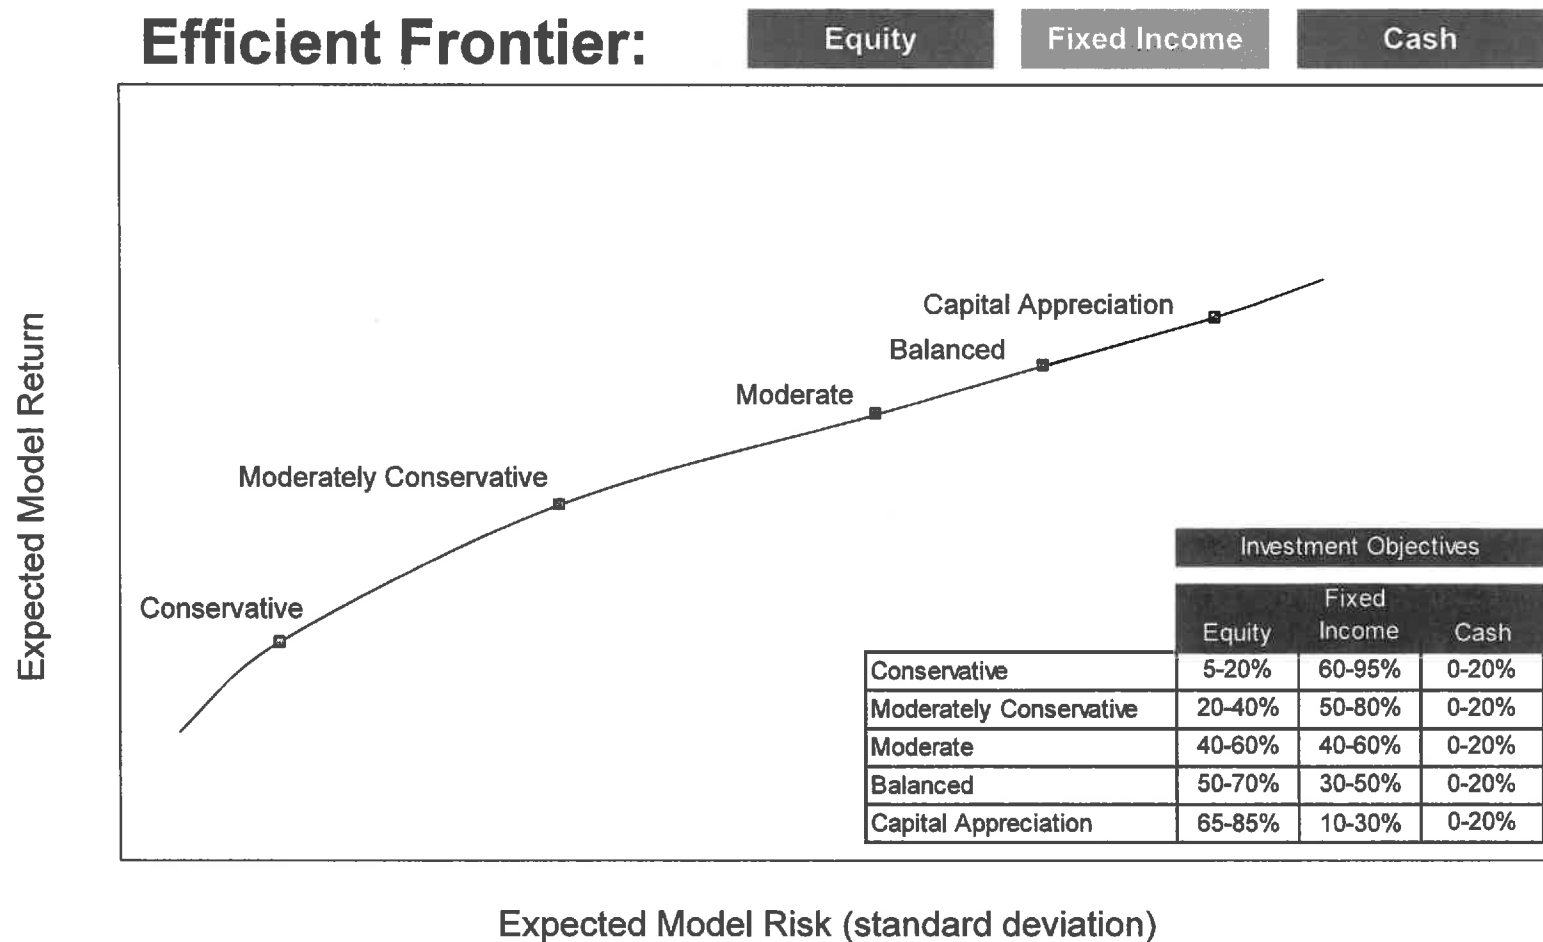 Efficient Frontier:
Equity
Fixed Income
Cash
Expected Model Return
Capital Appreciation
Balanced
Moderate
Moderately Conservative
Conservative
Investment Objectives
Equity Fixed Income Cash
Conservative 5-20% 60-95% 0-20%
Moderately Conservative 20-40% 50-80% 0-20%
Moderate 40-60% 40-60% 0-20%
Balanced 50-70% 30-50% 0-20%
Capital Appreciation 65-85% 10-30% 0-20%
Expected Model Risk (standard deviation)